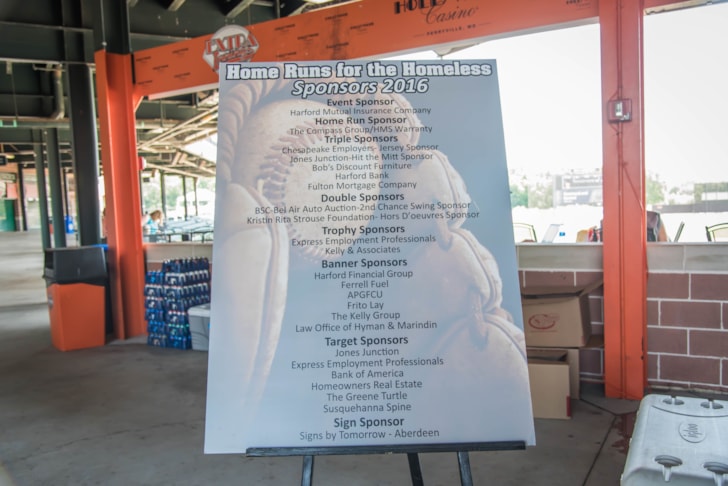 HOLLYWOOD
Casino
PERRYVILLE, MD
EXTRA
Home Runs for the Homeless
Sponsors 2016
Event Sponsor
Harford Mutual Insurance Company
Home Run Sponsor
The Compass Group/HMS Warranty
Triple Sponsors
Chesapeake Employers- Jersey Sponsor
Jones Junction-Hit the Mitt Sponsor
Bob's Discount Furniture
Harford Bank
Fulton Mortgage Company
Double Sponsors
BSC-Bel Air Auto Auction-2nd Chance Swing Sponsor
Kristin Rita Strouse Foundation- Hors D'oeuvres Sponsor
Trophy Sponsors
Express Employment Professionals
Kelly & Associates
Banner Sponsors
Harford Financial Group
Ferrell Fuel
APGFCU
Frito Lay
The Kelly Group
Law Office of Hyman & Marindin
Target Sponsors
Jones Junction
Express Employment Professionals
Bank of America
Homeowners Real Estate
The Greene Turtle
Susquehanna Spine
Sign Sponsor
Signs by Tomorrow - Aberdeen
Igloo